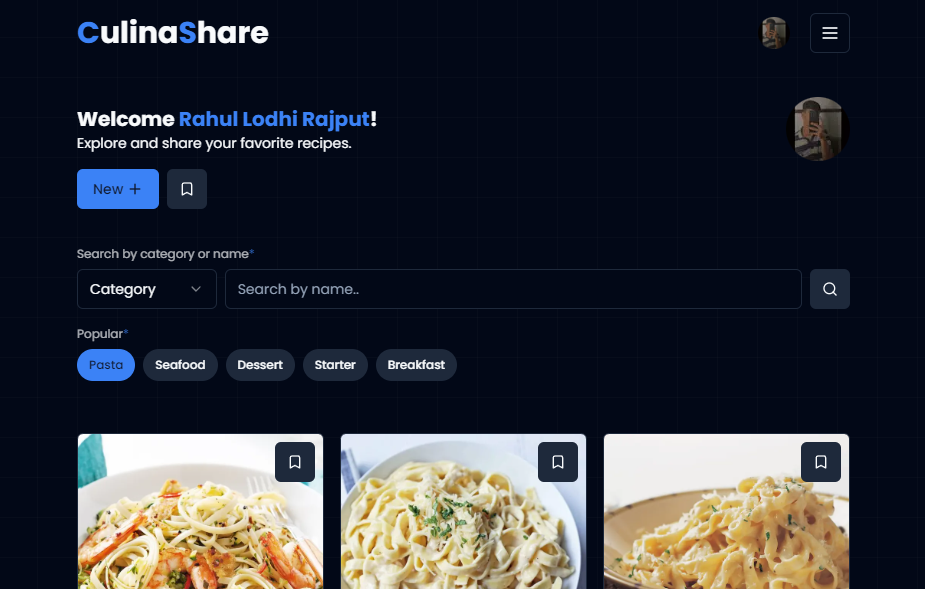 CulinaShare
Welcome Rahul Lodhi Rajput!
Explore and share your favorite recipes.
New +
Search by category or name*
Category
Search by name..
Popular*
Pasta Seafood Dessert Starter Breakfast